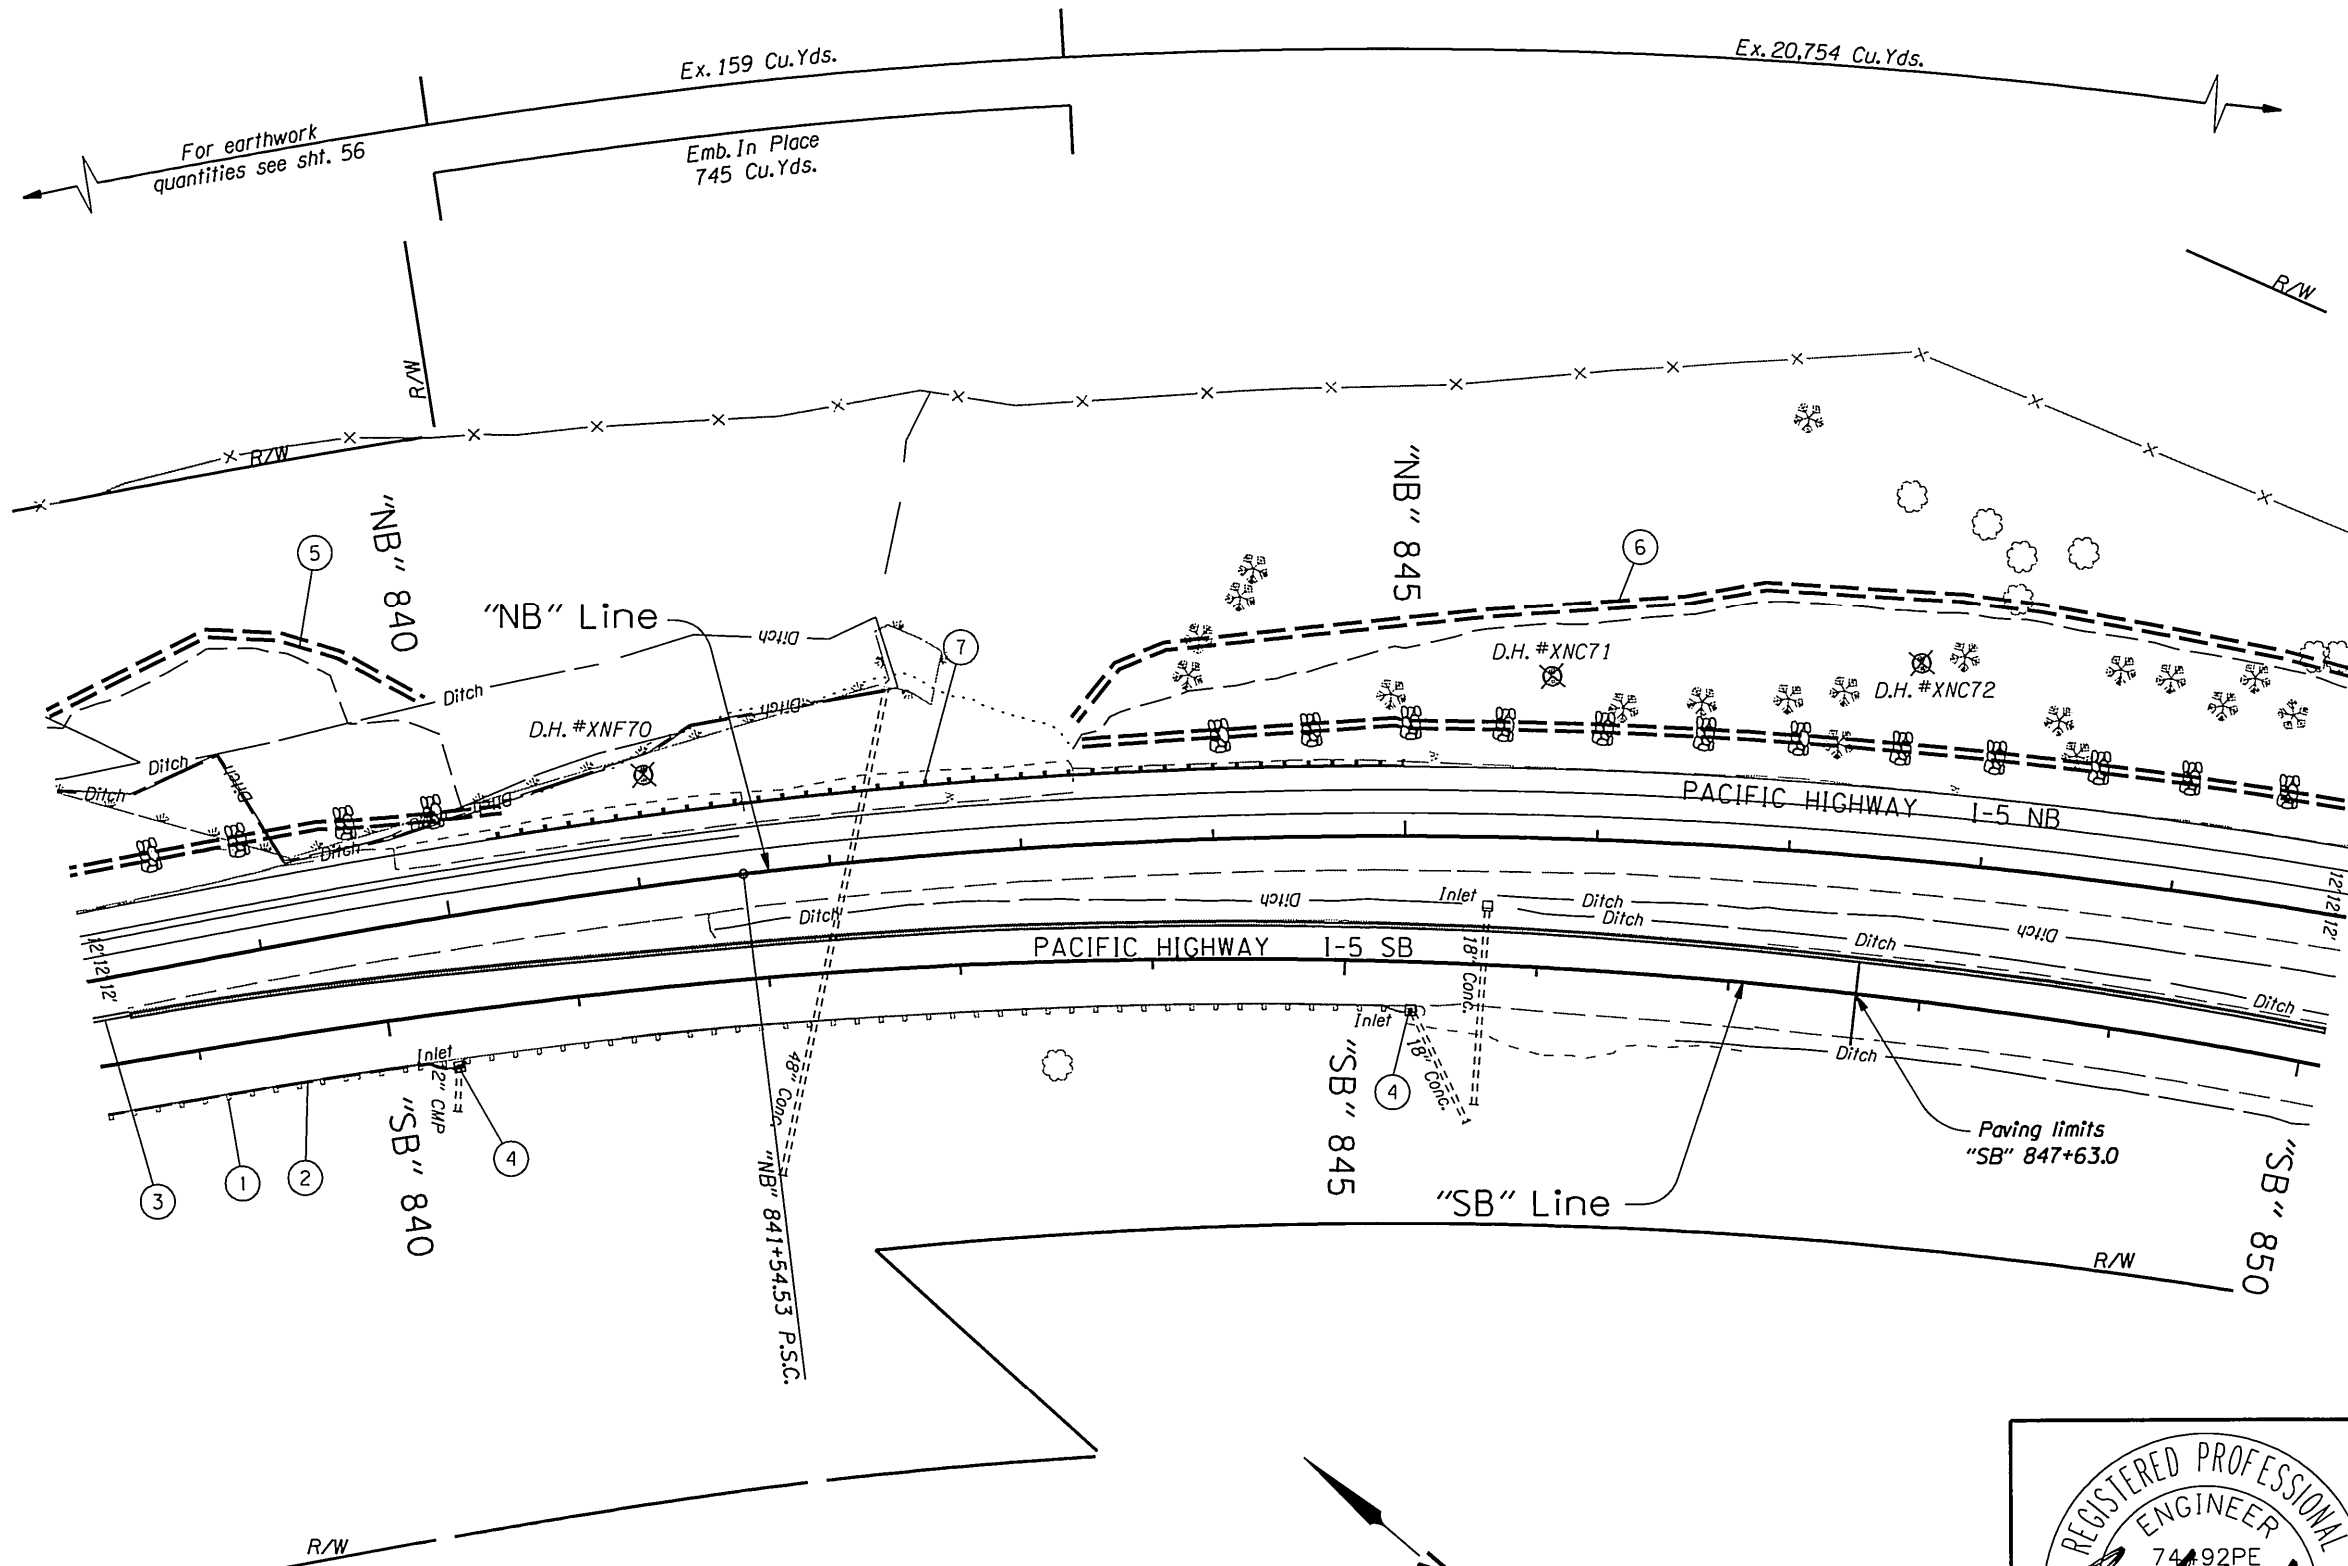 Ex. 159 Cu.Yds.
Ex. 20,754 Cu.Yds.
For earthwork
quantities see sht. 56
Emb. In Place
745 Cu.Yds.
R/W
R/W
R/W
"NB" 840
"NB" 845
5
6
"NB" Line
Ditch
7
D.H. #XNC71
D.H. #XNC72
Ditch
D.H. #XNF70
Ditch
Ditch
Ditch
Ditch
Ditch
Ditch
PACIFIC HIGHWAY I-5 NB
12' 12'
12'
Inlet
Ditch
Ditch
Ditch
Ditch
Ditch
Ditch
12' 12'
12'
PACIFIC HIGHWAY I-5 SB
18" Conc.
Ditch
Inlet
Inlet
18" Conc.
Ditch
12" CMP
48" Conc.
4
4
1
2
3
"SB" 840
"SB" 845
"SB" 850
Paving limits
"SB" 847+63.0
"NB" 841+54.53 P.S.C.
"SB" Line
R/W
R/W
REGISTERED PROFESSIONAL
ENGINEER